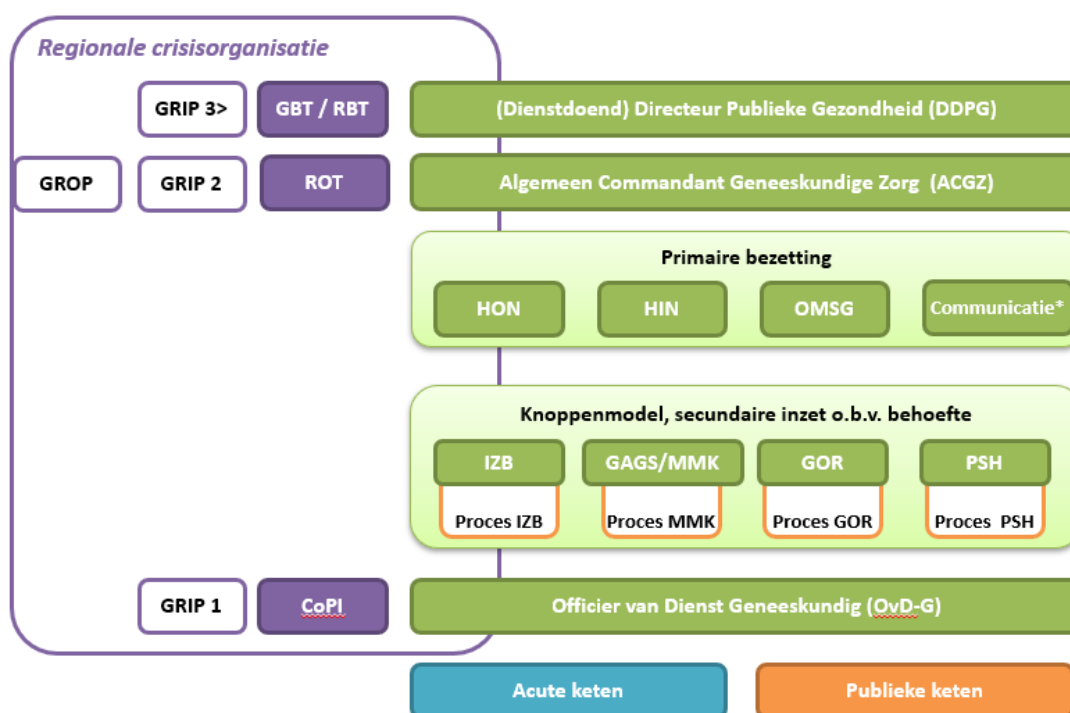 Regionale crisisorganisatie
GRIP 3> GBT / RBT (Dienstdoend) Directeur Publieke Gezondheid (DDPG)
GROP GRIP 2 ROT Algemeen Commandant Geneeskundige Zorg (ACGZ)
Primaire bezetting
HON HIN OMSG Communicatie*
Knoppenmodel, secundaire inzet o.b.v. behoefte
IZB GAGS/MMK GOR PSH
Proces IZB Proces MMK Proces GOR Proces PSH
GRIP 1 CoPI Officier van Dienst Geneeskundig (OvD-G)
Acute keten Publieke keten